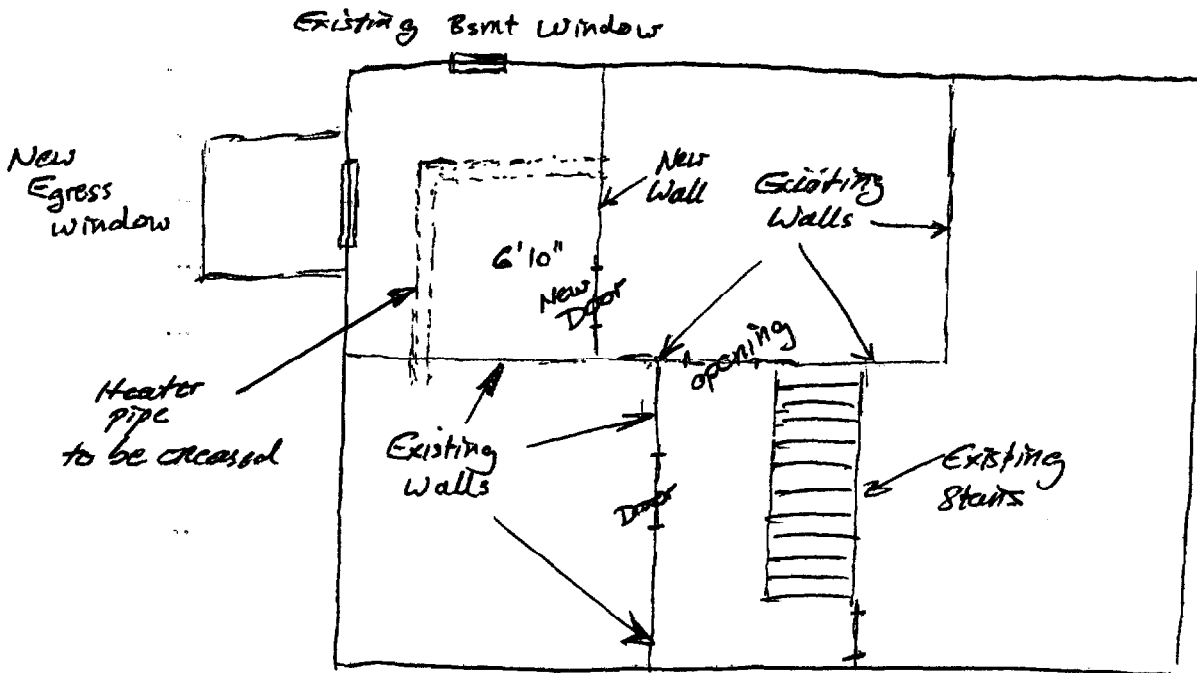 Existing Bsmt Window
New
Egress
Window
New
Wall
Existing
Walls
6'10"
New
Door
opening
Heater
pipe
to be encased
Existing
Walls
Door
Existing
Stairs